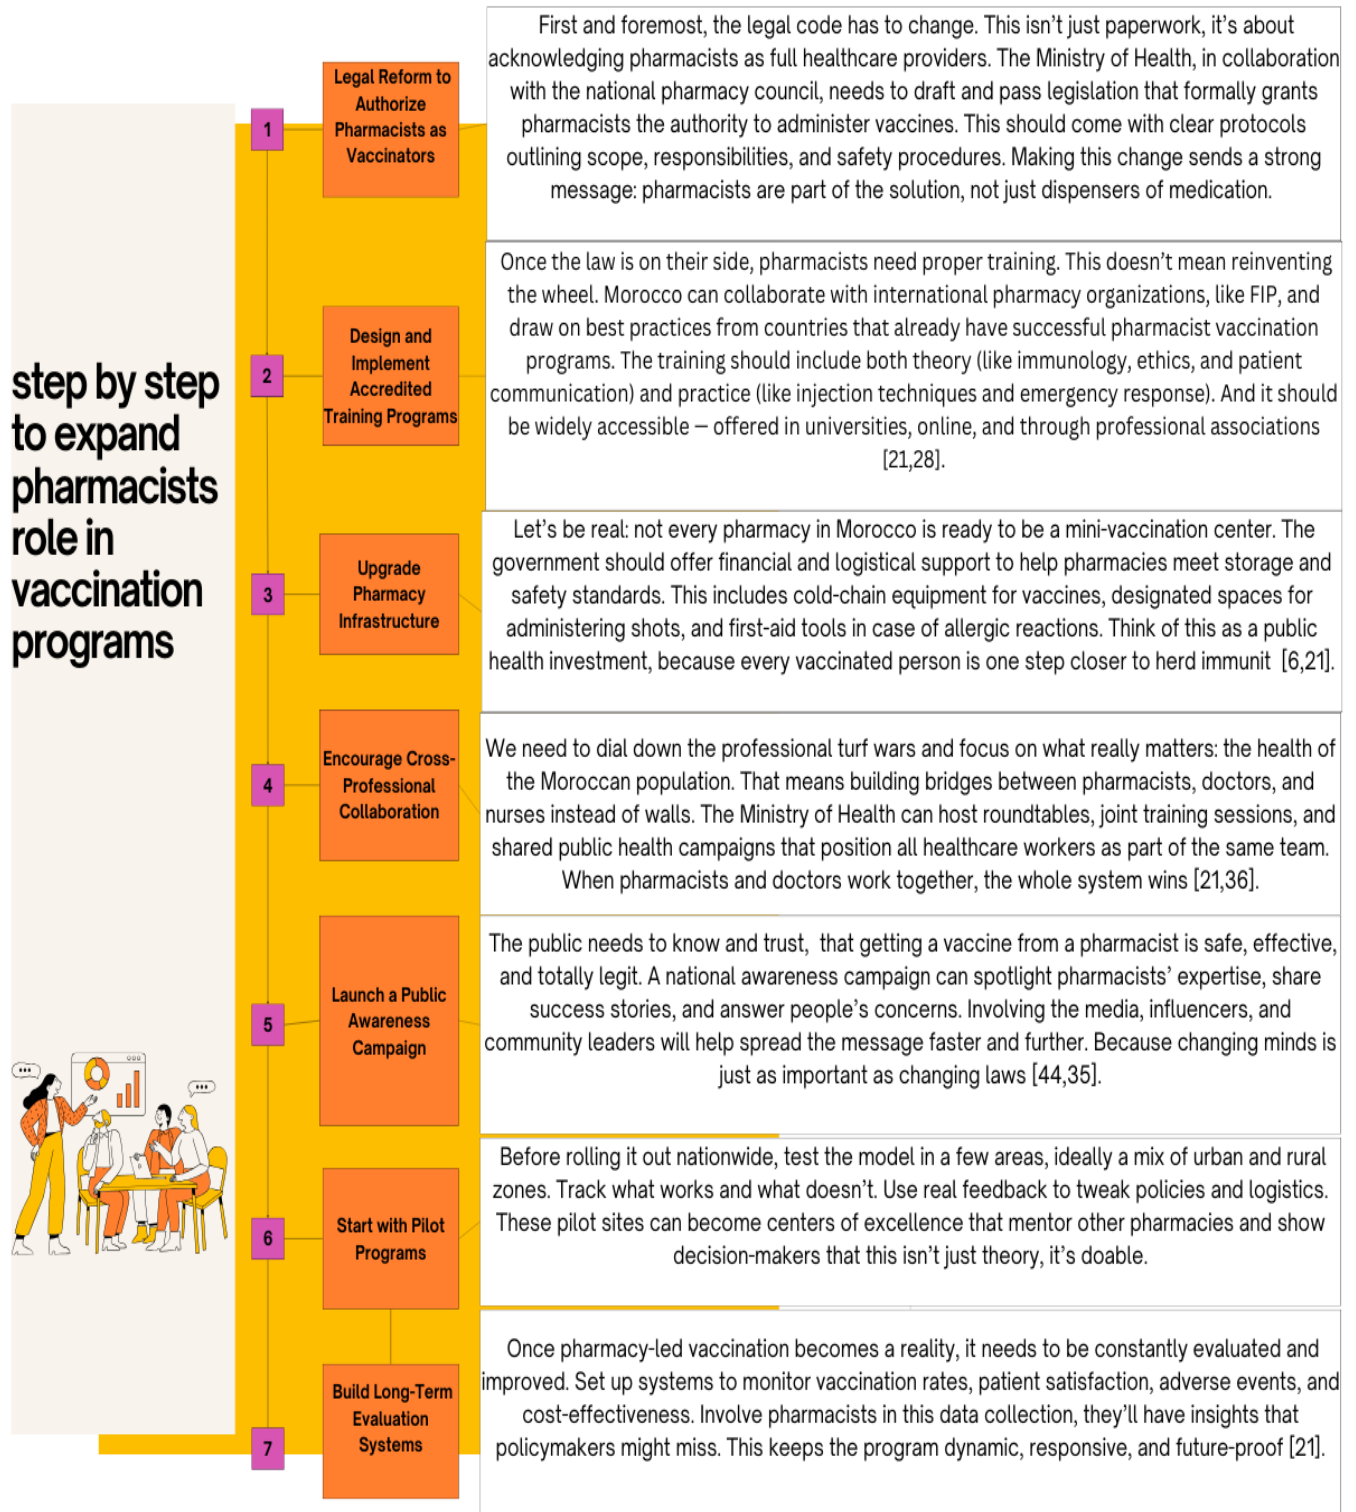 step by step
to expand
pharmacists
role in
vaccination
programs
1
Legal Reform to
Authorize
Pharmacists as
Vaccinators
First and foremost, the legal code has to change. This isn't just paperwork, it's about
acknowledging pharmacists as full healthcare providers. The Ministry of Health, in collaboration
with the national pharmacy council, needs to draft and pass legislation that formally grants
pharmacists the authority to administer vaccines. This should come with clear protocols
outlining scope, responsibilities, and safety procedures. Making this change sends a strong
message: pharmacists are part of the solution, not just dispensers of medication.
2
Design and
Implement
Accredited
Training Programs
Once the law is on their side, pharmacists need proper training. This doesn't mean reinventing
the wheel. Morocco can collaborate with international pharmacy organizations, like FIP, and
draw on best practices from countries that already have successful pharmacist vaccination
programs. The training should include both theory (like immunology, ethics, and patient
communication) and practice (like injection techniques and emergency response). And it should
be widely accessible – offered in universities, online, and through professional associations
[21,28].
3
Upgrade
Pharmacy
Infrastructure
Let's be real: not every pharmacy in Morocco is ready to be a mini-vaccination center. The
government should offer financial and logistical support to help pharmacies meet storage and
safety standards. This includes cold-chain equipment for vaccines, designated spaces for
administering shots, and first-aid tools in case of allergic reactions. Think of this as a public
health investment, because every vaccinated person is one step closer to herd immunit [6,21].
4
Encourage Cross-
Professional
Collaboration
We need to dial down the professional turf wars and focus on what really matters: the health of
the Moroccan population. That means building bridges between pharmacists, doctors, and
nurses instead of walls. The Ministry of Health can host roundtables, joint training sessions, and
shared public health campaigns that position all healthcare workers as part of the same team.
When pharmacists and doctors work together, the whole system wins [21,36].
5
Launch a Public
Awareness
Campaign
The public needs to know and trust, that getting a vaccine from a pharmacist is safe, effective,
and totally legit. A national awareness campaign can spotlight pharmacists' expertise, share
success stories, and answer people's concerns. Involving the media, influencers, and
community leaders will help spread the message faster and further. Because changing minds is
just as important as changing laws [44,35].
6
Start with Pilot
Programs
Before rolling it out nationwide, test the model in a few areas, ideally a mix of urban and rural
zones. Track what works and what doesn't. Use real feedback to tweak policies and logistics.
These pilot sites can become centers of excellence that mentor other pharmacies and show
decision-makers that this isn't just theory, it's doable.
7
Build Long-Term
Evaluation
Systems
Once pharmacy-led vaccination becomes a reality, it needs to be constantly evaluated and
improved. Set up systems to monitor vaccination rates, patient satisfaction, adverse events, and
cost-effectiveness. Involve pharmacists in this data collection, they'll have insights that
policymakers might miss. This keeps the program dynamic, responsive, and future-proof [21].